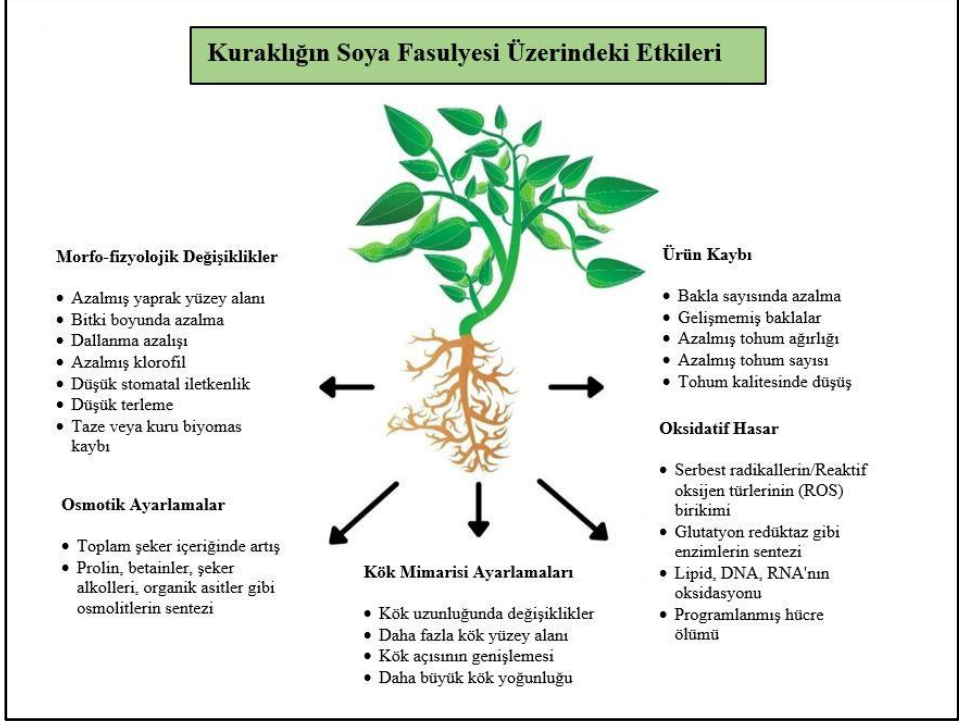 Kuraklığın Soya Fasulyesi Üzerindeki Etkileri
Morfo-fizyolojik Değişiklikler
• Azalmış yaprak yüzey alanı
• Bitki boyunda azalma
• Dallanma azalışı
• Azalmış klorofil
• Düşük stomatal iletkenlik
• Düşük terleme
• Taze veya kuru biyomas
kaybı
Osmotik Ayarlamalar
• Toplam şeker içeriğinde artış
• Prolin, betainler, şeker
alkolleri, organik asitler gibi
osmolitlerin sentezi
Kök Mimarisi Ayarlamaları
• Kök uzunluğunda değişiklikler
• Daha fazla kök yüzey alanı
• Kök açısının genişlemesi
• Daha büyük kök yoğunluğu
Ürün Kaybı
• Bakla sayısında azalma
• Gelişmemiş baklalar
• Azalmış tohum ağırlığı
• Azalmış tohum sayısı
• Tohum kalitesinde düşüş
Oksidatif Hasar
• Serbest radikallerin/Reaktif
oksijen türlerinin (ROS)
birikimi
• Glutatyon redüktaz gibi
enzimlerin sentezi
• Lipid, DNA, RNA'nın
oksidasyonu
• Programlanmış hücre
ölümü